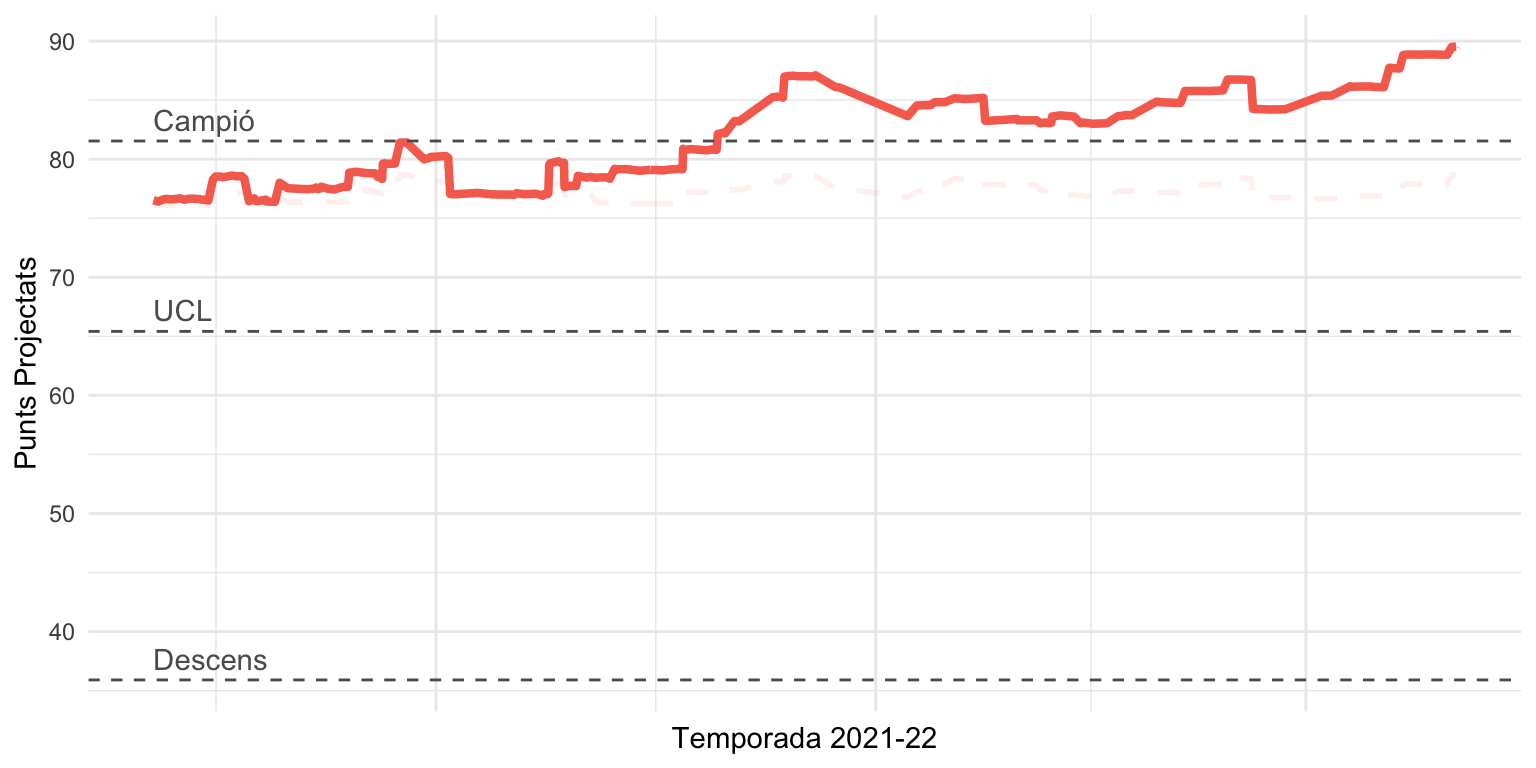 90
Campió
80
70
UCL
60
50
40
Descens
Punts Projectats
Temporada 2021-22